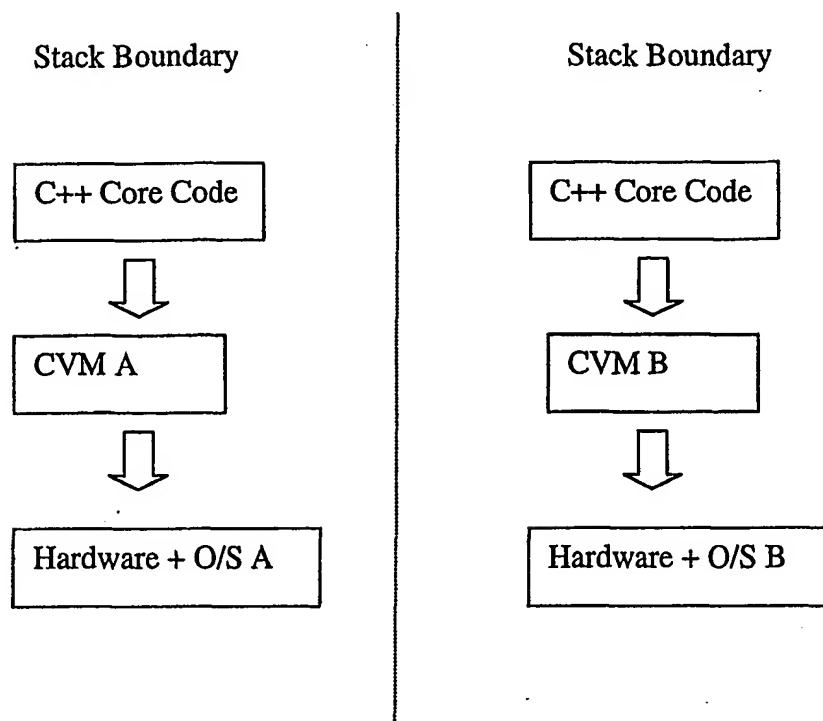 Stack Boundary
C++ Core Code
CVM A
Hardware + O/S A
Stack Boundary
C++ Core Code
CVM B
Hardware + O/S B